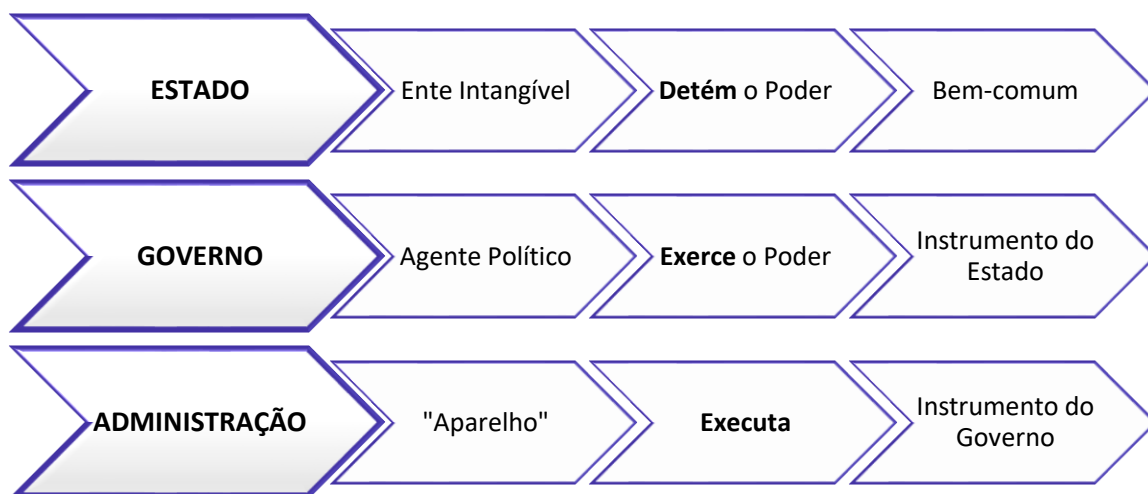 ESTADO
Ente Intangível
Detém o Poder
Bem-comum
GOVERNO
Agente Político
Exerce o Poder
Instrumento do
Estado
ADMINISTRAÇÃO
"Aparelho"
Executa
Instrumento do
Governo